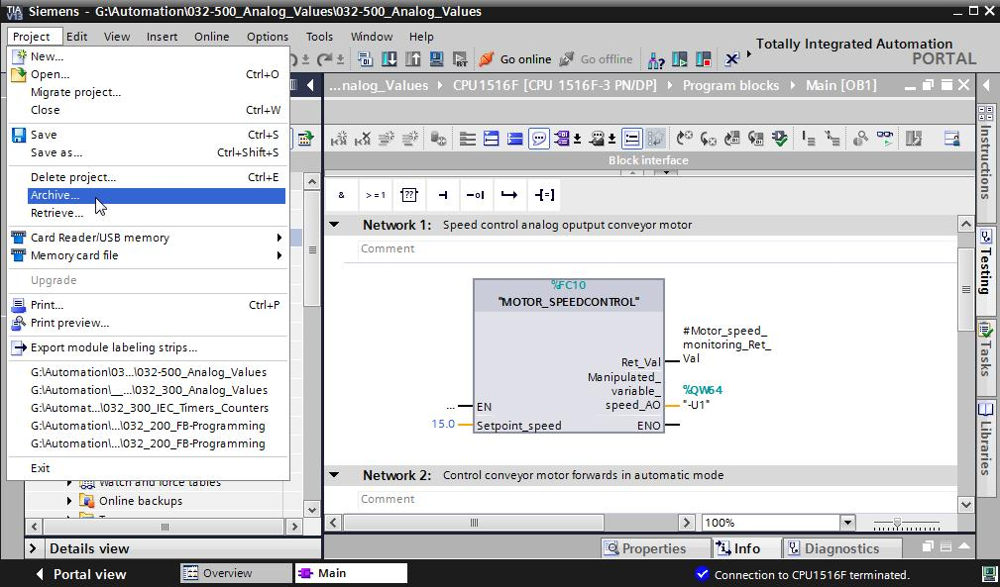 TIA V13 Siemens - G:\Automation\032-500_Analog_Values\032-500_Analog_Values
Project Edit View Insert Online Options Tools Window Help
Totally Integrated Automation
PORTAL
Go online Go offline
New...
Open... Ctrl+O
Migrate project...
Close Ctrl+W
Save Ctrl+S
Save as... Ctrl+Shift+S
Delete project... Ctrl+E
Archive...
Retrieve...
Card Reader/USB memory
Memory card file
Upgrade
Print... Ctrl+P
Print preview...
Export module labeling strips...
G:\Automation\03...\032-500_Analog_Values
G:\Automation\__...\032_300_Analog_Values
G:\Automat...\032_300_IEC_Timers_Counters
G:\Automation\...\032_200_FB-Programming
G:\Automation\...\032_200_FB-Programming
Exit
Watch and force tables
Online backups
Details view
...nalog_Values CPU1516F [CPU 1516F-3 PN/DP] Program blocks Main [OB1]
Block interface
& >=1 ?? -| -o| -[=]
Network 1: Speed control analog oputput conveyor motor
Comment
%FC10
"MOTOR_SPEEDCONTROL"
#Motor_speed_
monitoring_Ret_
Ret_Val Val
Manipulated_
variable_ %QW64
... EN speed_AO "-U1"
15.0 Setpoint_speed ENO
Network 2: Control conveyor motor forwards in automatic mode
Comment
100%
Properties Info Diagnostics
Instructions
Testing
Tasks
Libraries
Portal view Overview Main Connection to CPU1516F terminated.